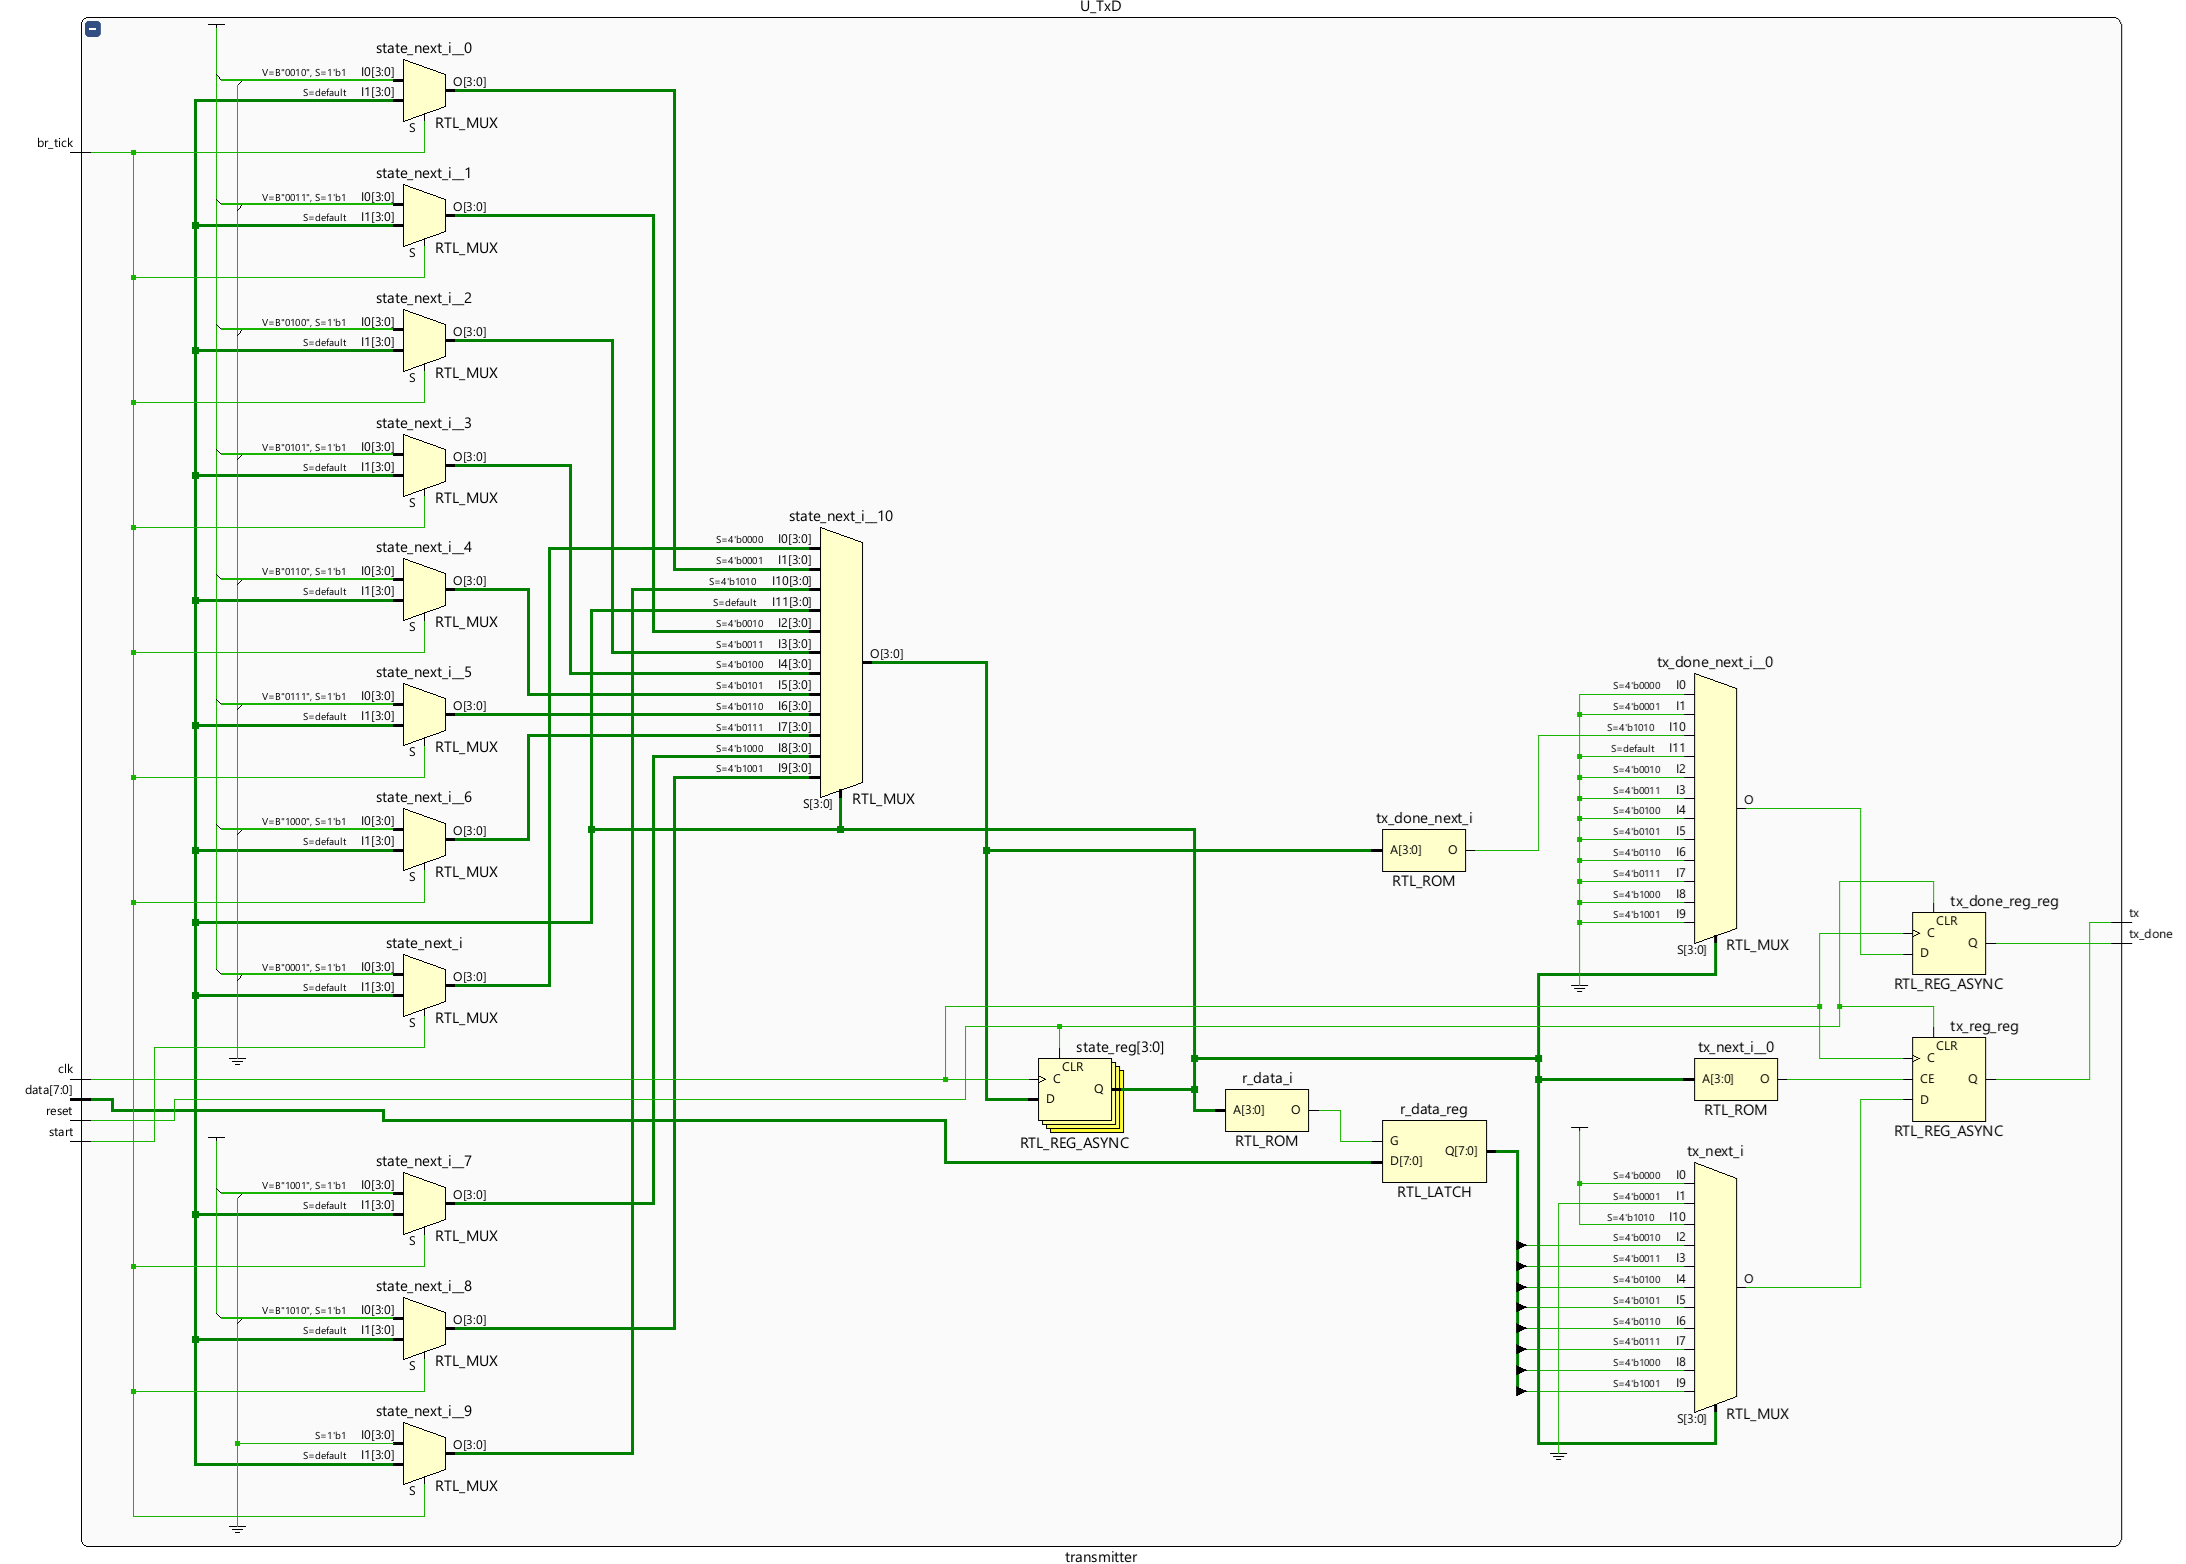 U_TxD
state_next_i__0
V=B"0010", S=1'b1 I0[3:0]
S=default I1[3:0]
O[3:0]
S
RTL_MUX
br_tick
state_next_i__1
V=B"0011", S=1'b1 I0[3:0]
S=default I1[3:0]
O[3:0]
S
RTL_MUX
state_next_i__2
V=B"0100", S=1'b1 I0[3:0]
S=default I1[3:0]
O[3:0]
S
RTL_MUX
state_next_i__3
V=B"0101", S=1'b1 I0[3:0]
S=default I1[3:0]
O[3:0]
S
RTL_MUX
state_next_i__4
V=B"0110", S=1'b1 I0[3:0]
S=default I1[3:0]
O[3:0]
S
RTL_MUX
state_next_i__5
V=B"0111", S=1'b1 I0[3:0]
S=default I1[3:0]
O[3:0]
S
RTL_MUX
state_next_i__6
V=B"1000", S=1'b1 I0[3:0]
S=default I1[3:0]
O[3:0]
S
RTL_MUX
state_next_i
V=B"0001", S=1'b1 I0[3:0]
S=default I1[3:0]
O[3:0]
S
RTL_MUX
clk
data[7:0]
reset
start
state_next_i__7
V=B"1001", S=1'b1 I0[3:0]
S=default I1[3:0]
O[3:0]
S
RTL_MUX
state_next_i__8
V=B"1010", S=1'b1 I0[3:0]
S=default I1[3:0]
O[3:0]
S
RTL_MUX
state_next_i__9
S=1'b1 I0[3:0]
S=default I1[3:0]
O[3:0]
S
RTL_MUX
state_next_i__10
S=4'b0000 I0[3:0]
S=4'b0001 I1[3:0]
S=4'b1010 I10[3:0]
S=default I11[3:0]
S=4'b0010 I2[3:0]
S=4'b0011 I3[3:0]
S=4'b0100 I4[3:0]
S=4'b0101 I5[3:0]
S=4'b0110 I6[3:0]
S=4'b0111 I7[3:0]
S=4'b1000 I8[3:0]
S=4'b1001 I9[3:0]
O[3:0]
S[3:0]
RTL_MUX
state_reg[3:0]
CLR
C
Q
D
RTL_REG_ASYNC
r_data_i
A[3:0] O
RTL_ROM
tx_done_next_i
A[3:0] O
RTL_ROM
r_data_reg
G
Q[7:0]
D[7:0]
RTL_LATCH
tx_done_next_i__0
S=4'b0000 I0
S=4'b0001 I1
S=4'b1010 I10
S=default I11
S=4'b0010 I2
S=4'b0011 I3
S=4'b0100 I4
S=4'b0101 I5
S=4'b0110 I6
S=4'b0111 I7
S=4'b1000 I8
S=4'b1001 I9
O
S[3:0]
RTL_MUX
tx_next_i__0
A[3:0] O
RTL_ROM
tx_next_i
S=4'b0000 I0
S=4'b0001 I1
S=4'b1010 I10
S=4'b0010 I2
S=4'b0011 I3
S=4'b0100 I4
S=4'b0101 I5
S=4'b0110 I6
S=4'b0111 I7
S=4'b1000 I8
S=4'b1001 I9
O
S[3:0]
RTL_MUX
tx_done_reg_reg
CLR
C
Q
D
RTL_REG_ASYNC
tx_reg_reg
CLR
C
CE
Q
D
RTL_REG_ASYNC
tx
tx_done
transmitter